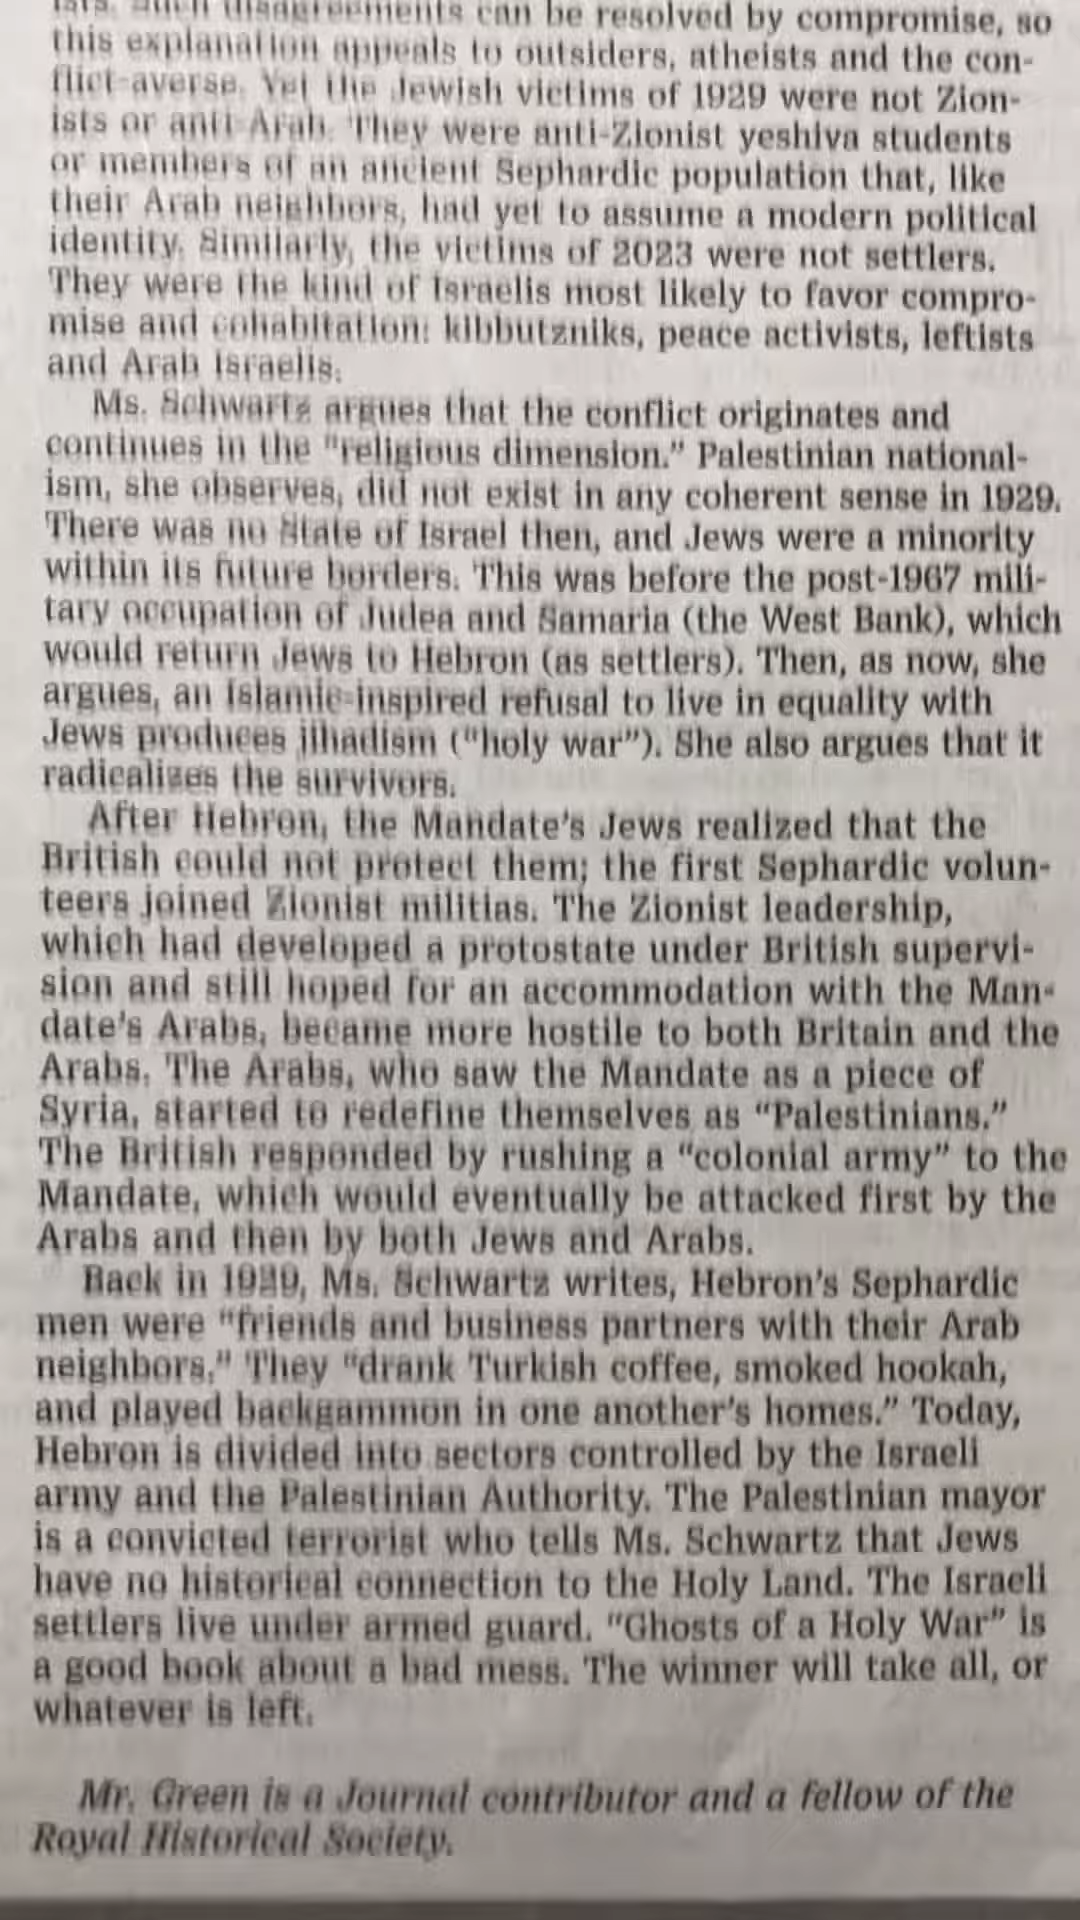 ists. Such disagreements can be resolved by compromise, so
this explanation appeals to outsiders, atheists and the con-
flict-averse. Yet the Jewish victims of 1929 were not Zion-
ists or anti-Arab. They were anti-Zionist yeshiva students
or members of an ancient Sephardic population that, like
their Arab neighbors, had yet to assume a modern political
identity. Similarly, the victims of 2023 were not settlers.
They were the kind of Israelis most likely to favor compro-
mise and cohabitation: kibbutzniks, peace activists, leftists
and Arab Israelis.
Ms. Schwartz argues that the conflict originates and
continues in the "religious dimension." Palestinian national-
ism, she observes, did not exist in any coherent sense in 1929.
There was no State of Israel then, and Jews were a minority
within its future borders. This was before the post-1967 mili-
tary occupation of Judea and Samaria (the West Bank), which
would return Jews to Hebron (as settlers). Then, as now, she
argues, an Islamic-inspired refusal to live in equality with
Jews produces jihadism ("holy war"). She also argues that it
radicalizes the survivors.
After Hebron, the Mandate's Jews realized that the
British could not protect them; the first Sephardic volun-
teers joined Zionist militias. The Zionist leadership,
which had developed a protostate under British supervi-
sion and still hoped for an accommodation with the Man-
date's Arabs, became more hostile to both Britain and the
Arabs. The Arabs, who saw the Mandate as a piece of
Syria, started to redefine themselves as "Palestinians."
The British responded by rushing a "colonial army" to the
Mandate, which would eventually be attacked first by the
Arabs and then by both Jews and Arabs.
Back in 1929, Ms. Schwartz writes, Hebron's Sephardic
men were "friends and business partners with their Arab
neighbors." They "drank Turkish coffee, smoked hookah,
and played backgammon in one another's homes." Today,
Hebron is divided into sectors controlled by the Israeli
army and the Palestinian Authority. The Palestinian mayor
is a convicted terrorist who tells Ms. Schwartz that Jews
have no historical connection to the Holy Land. The Israeli
settlers live under armed guard. "Ghosts of a Holy War" is
a good book about a bad mess. The winner will take all, or
whatever is left.
Mr. Green is a Journal contributor and a fellow of the
Royal Historical Society.